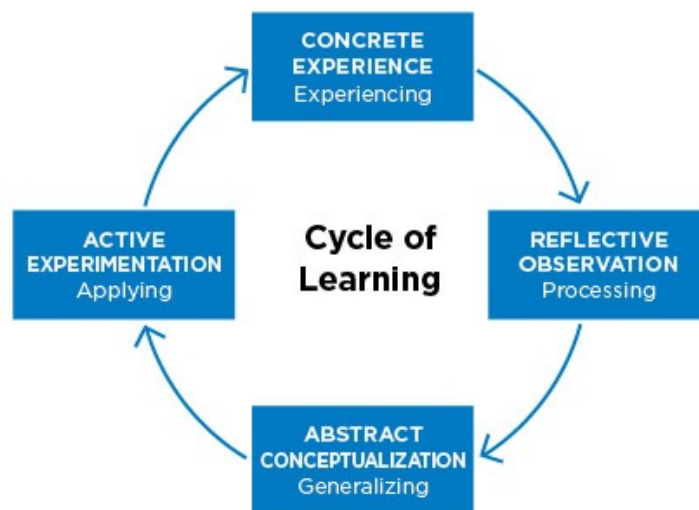 CONCRETE
EXPERIENCE
Experiencing
ACTIVE
EXPERIMENTATION
Applying
Cycle of
Learning
REFLECTIVE
OBSERVATION
Processing
ABSTRACT
CONCEPTUALIZATION
Generalizing